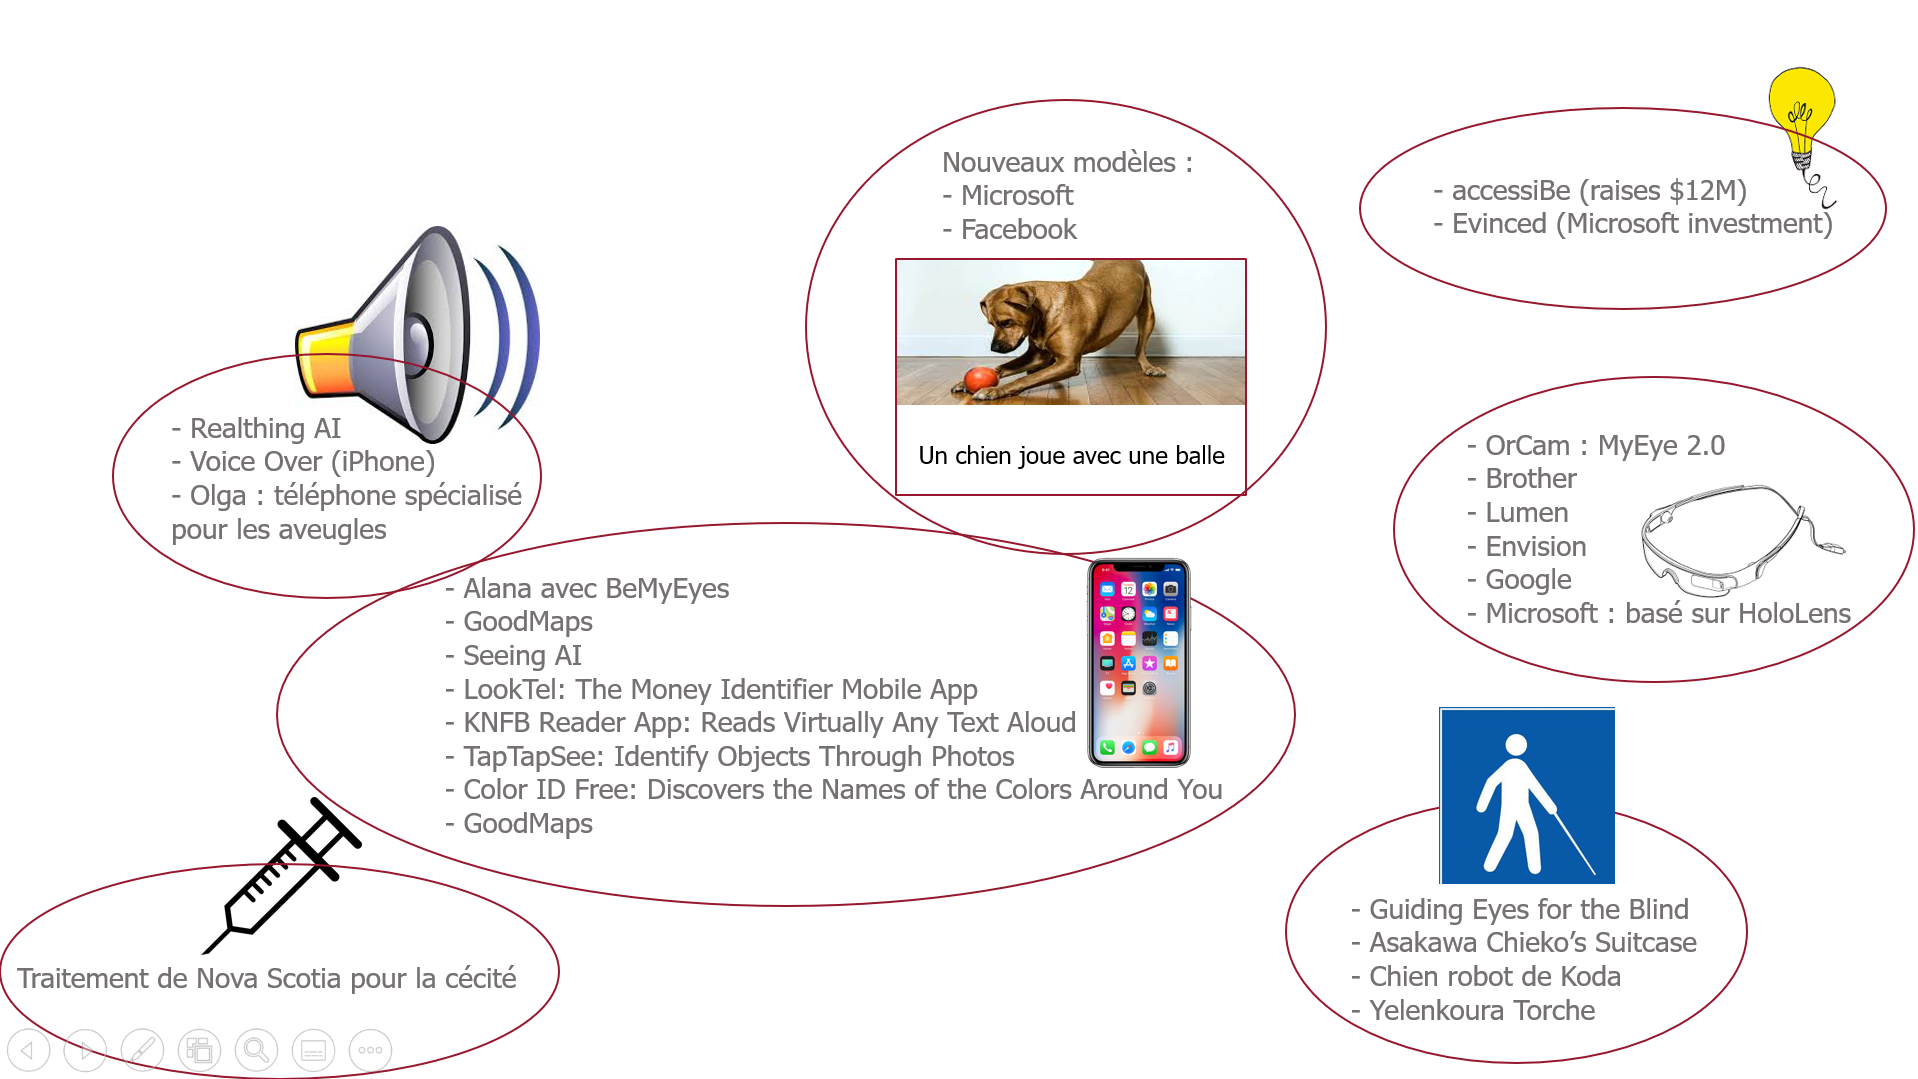 Nouveaux modèles :
- Microsoft
- Facebook
Un chien joue avec une balle
- accessiBe (raises $12M)
- Evinced (Microsoft investment)
- Realthing AI
- Voice Over (iPhone)
- Olga : téléphone spécialisé
pour les aveugles
- OrCam : MyEye 2.0
- Brother
- Lumen
- Envision
- Google
- Microsoft : basé sur HoloLens
- Alana avec BeMyEyes
- GoodMaps
- Seeing AI
- LookTel: The Money Identifier Mobile App
- KNFB Reader App: Reads Virtually Any Text Aloud
- TapTapSee: Identify Objects Through Photos
- Color ID Free: Discovers the Names of the Colors Around You
- GoodMaps
Traitement de Nova Scotia pour la cécité
- Guiding Eyes for the Blind
- Asakawa Chieko’s Suitcase
- Chien robot de Koda
- Yelenkoura Torche